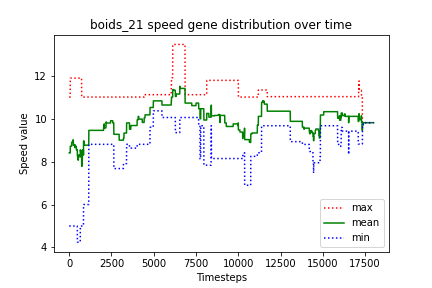 boids_21 speed gene distribution over time
12
10
8
6
4
Speed value
0
2500
5000
7500
10000
12500
15000
17500
Timesteps
max
mean
min